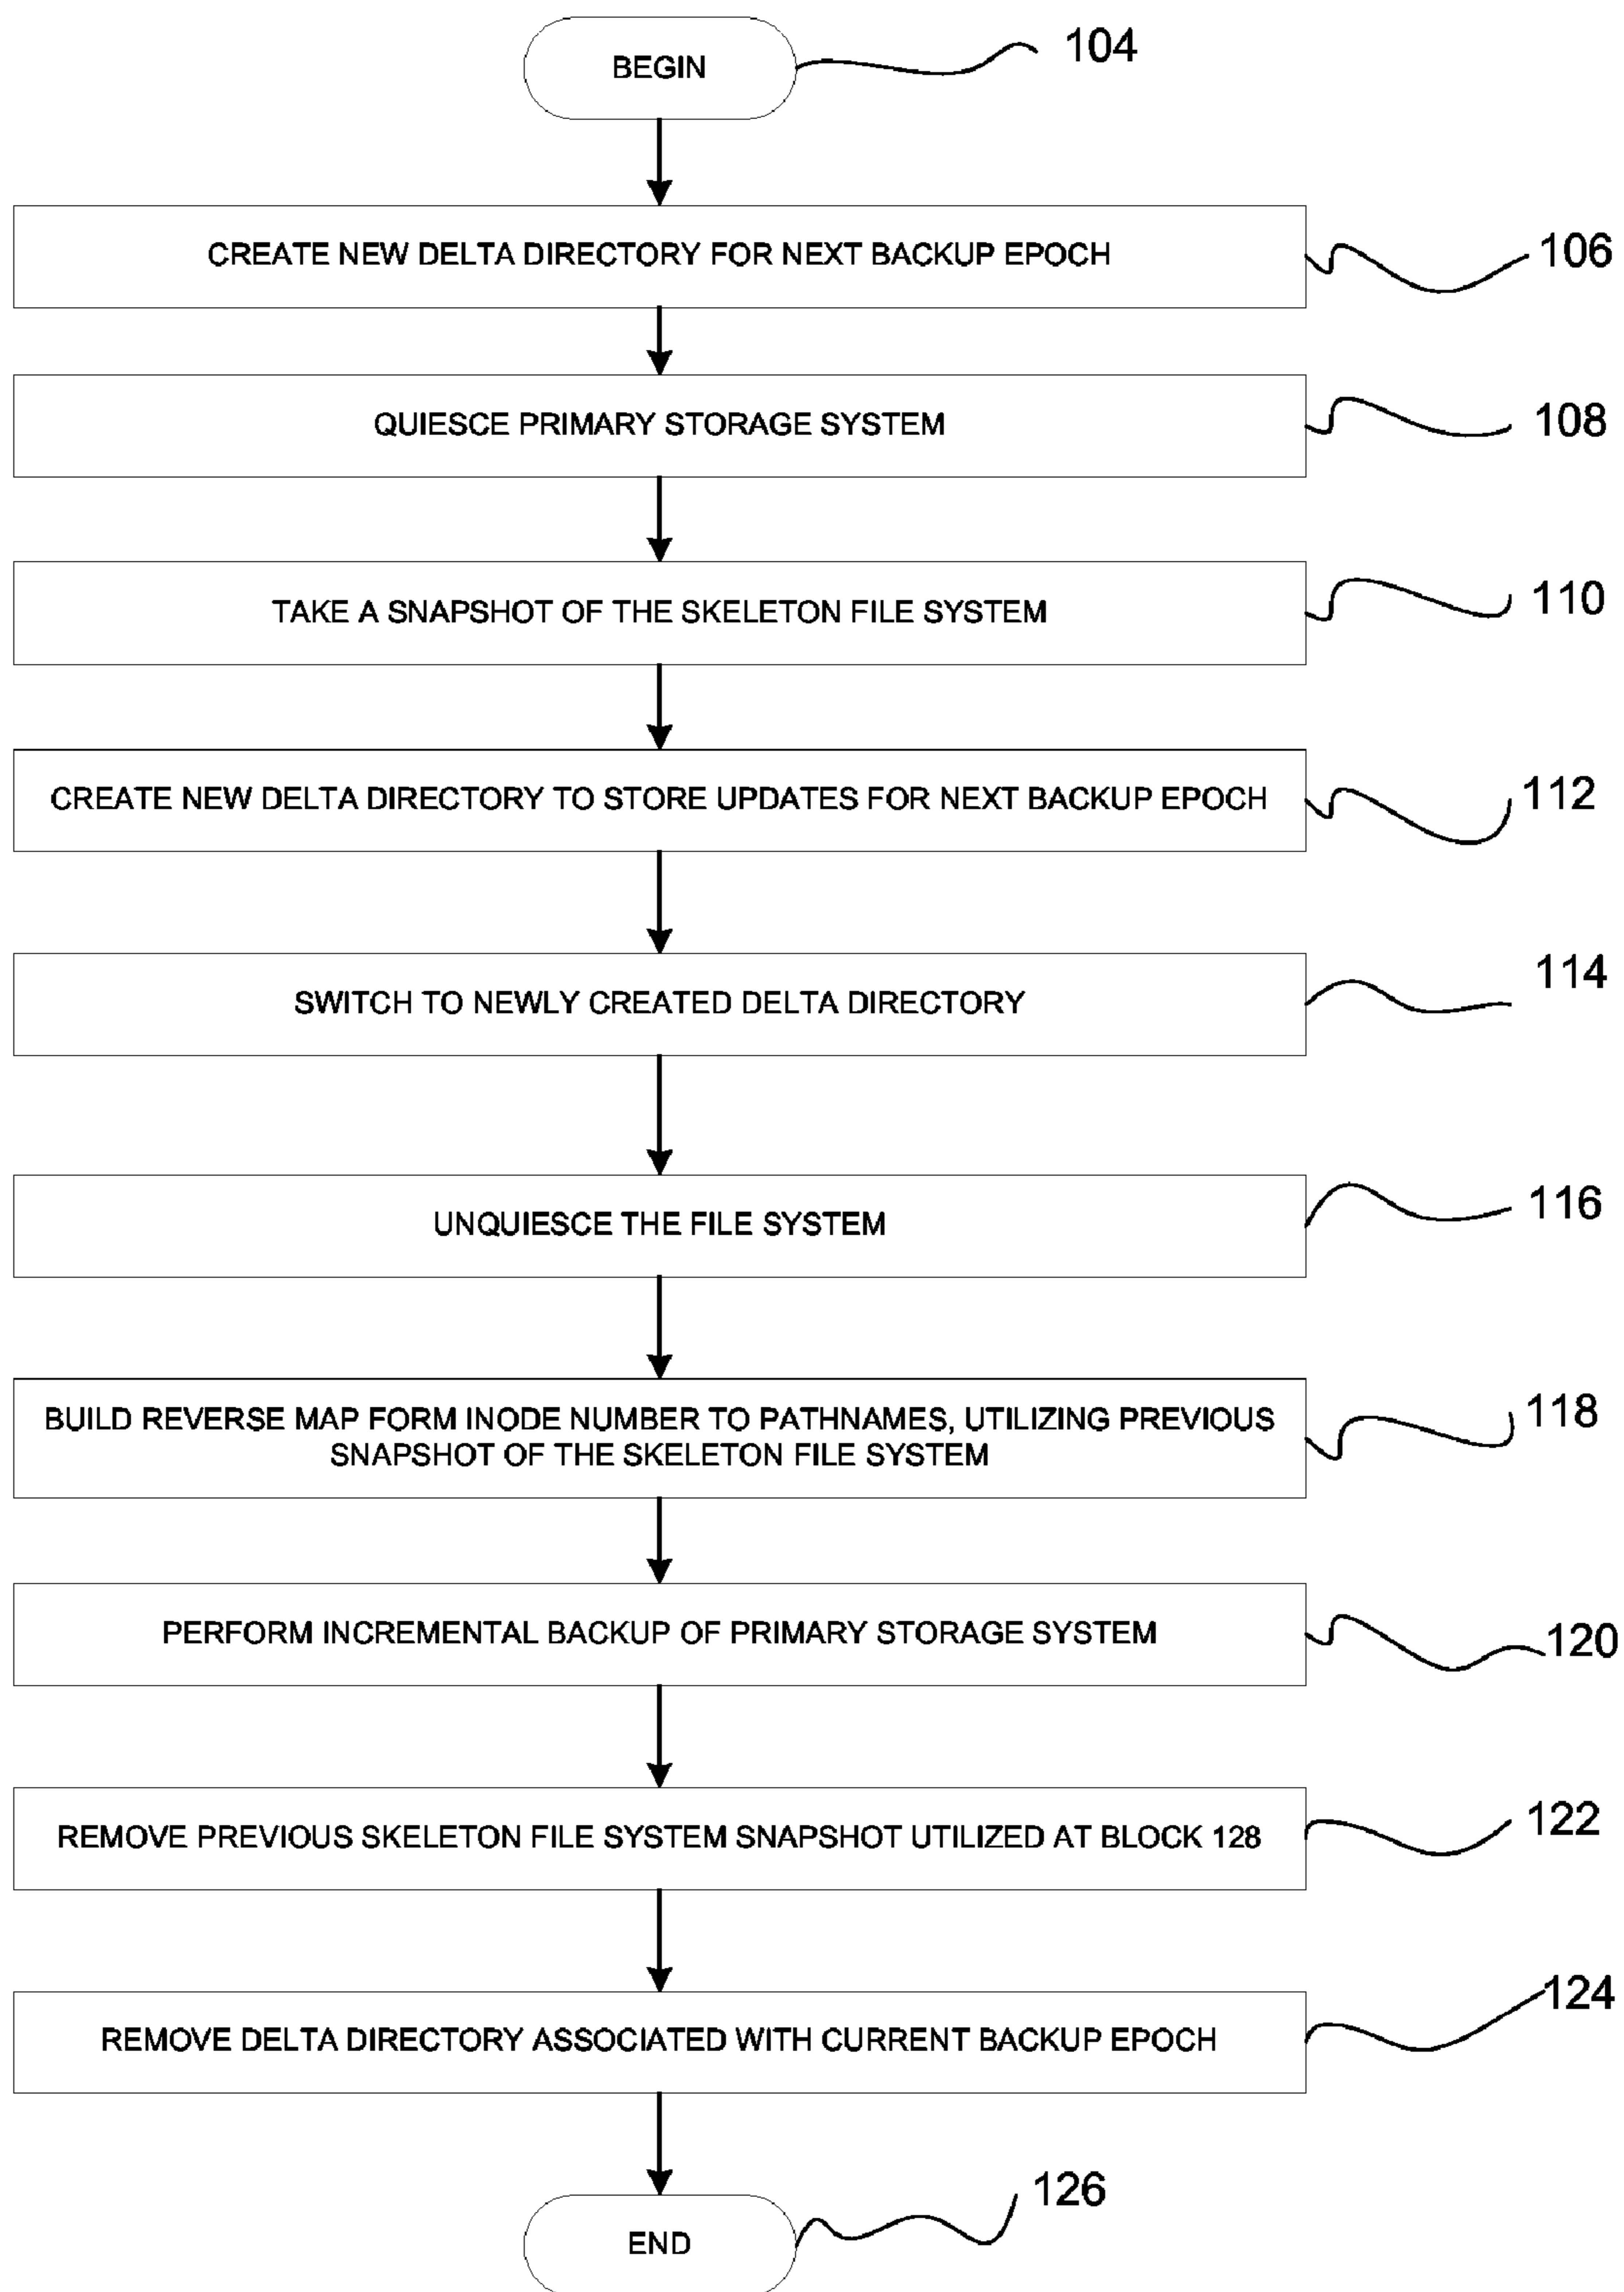 BEGIN
104
CREATE NEW DELTA DIRECTORY FOR NEXT BACKUP EPOCH
106
QUIESCE PRIMARY STORAGE SYSTEM
108
TAKE A SNAPSHOT OF THE SKELETON FILE SYSTEM
110
CREATE NEW DELTA DIRECTORY TO STORE UPDATES FOR NEXT BACKUP EPOCH
112
SWITCH TO NEWLY CREATED DELTA DIRECTORY
114
UNQUIESCE THE FILE SYSTEM
116
BUILD REVERSE MAP FORM INODE NUMBER TO PATHNAMES, UTILIZING PREVIOUS
SNAPSHOT OF THE SKELETON FILE SYSTEM
118
PERFORM INCREMENTAL BACKUP OF PRIMARY STORAGE SYSTEM
120
REMOVE PREVIOUS SKELETON FILE SYSTEM SNAPSHOT UTILIZED AT BLOCK 128
122
REMOVE DELTA DIRECTORY ASSOCIATED WITH CURRENT BACKUP EPOCH
124
END
126